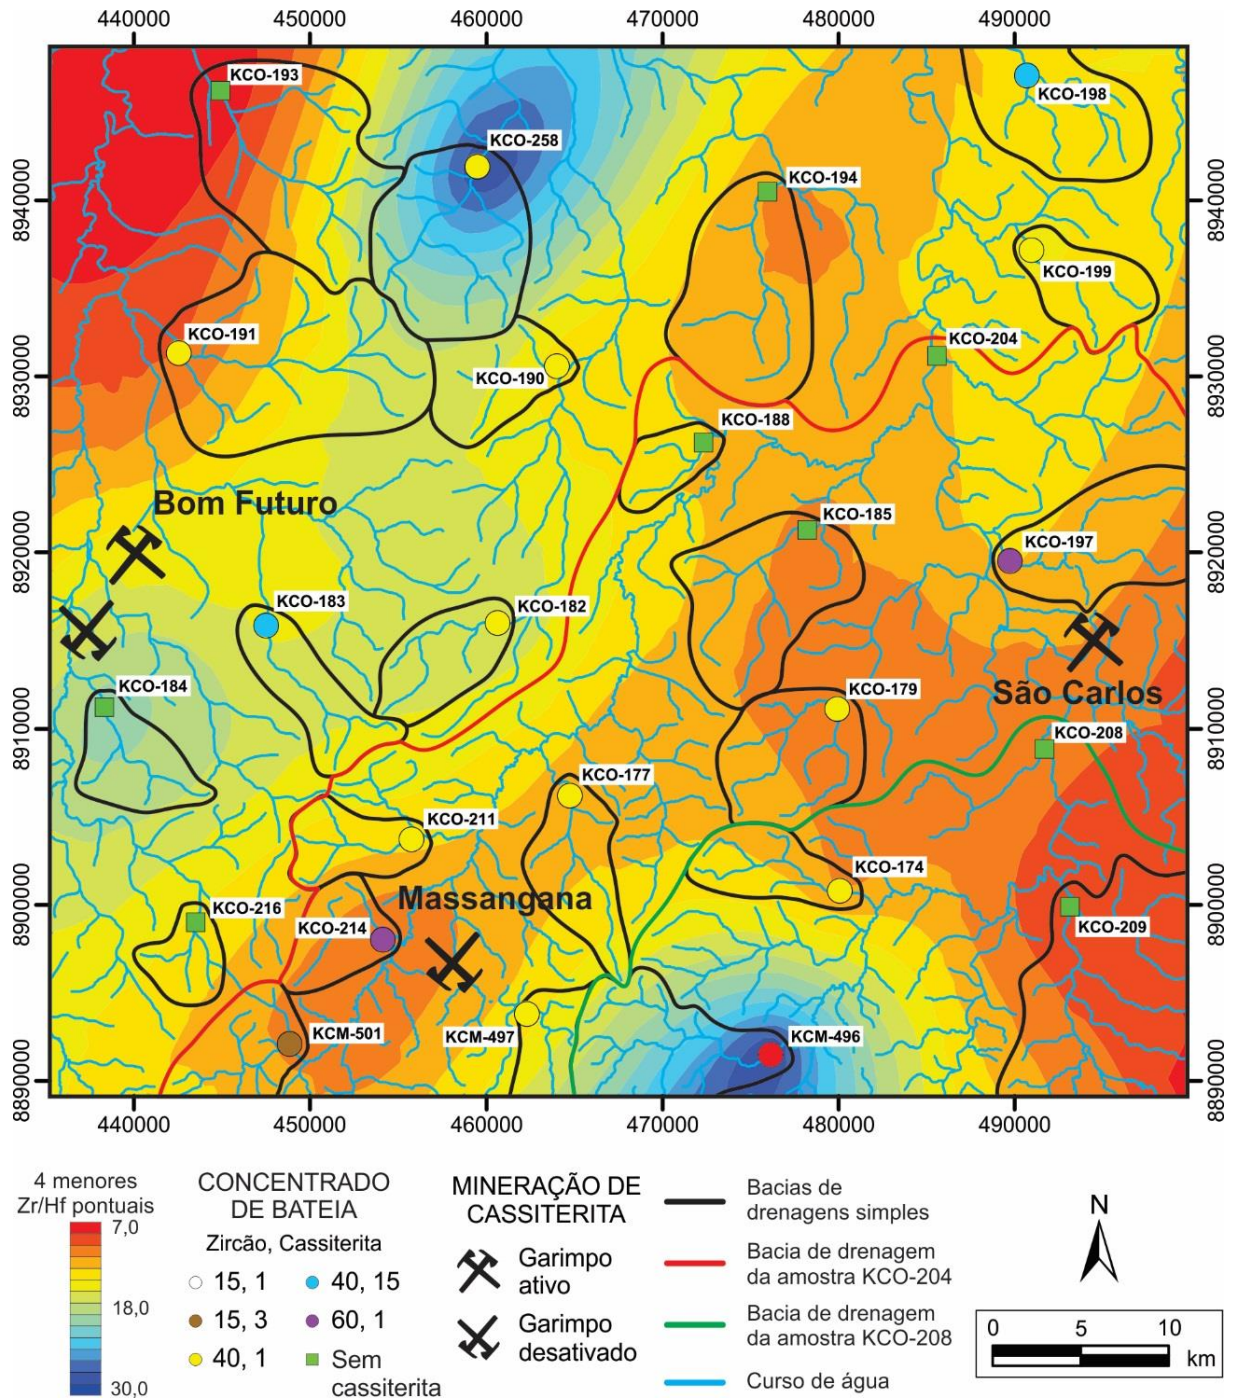 440000 450000 460000 470000 480000 490000
8940000
8930000
8920000
8910000
8900000
8890000
8940000
8930000
8920000
8910000
8900000
8890000
KCO-193
KCO-198
KCO-258
KCO-194
KCO-199
KCO-191
KCO-204
KCO-190
KCO-188
Bom Futuro
KCO-185
KCO-197
KCO-183
KCO-182
KCO-184
KCO-179
São Carlos
KCO-208
KCO-177
KCO-211
KCO-174
Massangana
KCO-216
KCO-214
KCO-209
KCM-501
KCM-497
KCM-496
440000 450000 460000 470000 480000 490000
4 menores
Zr/Hf pontuais
7,0
18,0
30,0
CONCENTRADO
DE BATEIA
Zircão, Cassiterita
15, 1
15, 3
40, 1
40, 15
60, 1
Sem
cassiterita
MINERAÇÃO DE
CASSITERITA
Garimpo
ativo
Garimpo
desativado
Bacias de
drenagens simples
Bacia de drenagem
da amostra KCO-204
Bacia de drenagem
da amostra KCO-208
Curso de água
N
0 5 10
km